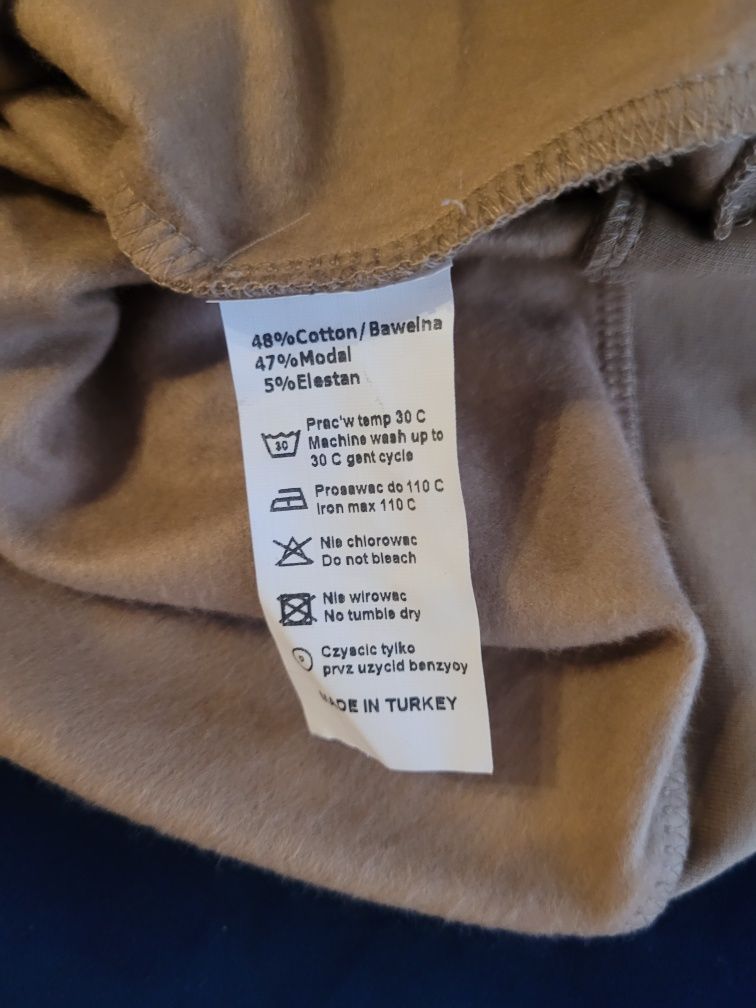 48%Cotton/Bawelna
47%Modal
5%Elestan
30
Prac'w temp 30 C
Machine wash up to
30 C gent cycle
Prosawac do 110 C
Iron max 110 C
Nie chlorowac
Do not bleach
Nie wirowac
No tumble dry
Czyscic tylko
prvz uzycid benzyoy
MADE IN TURKEY